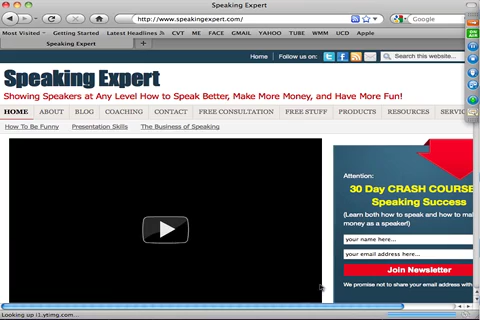 Speaking Expert
http://www.speakingexpert.com/
Google
Most Visited
Getting Started
Latest Headlines
CVT
ME
FACE
GMAIL
YAHOO
TUBE
WMM
UCD
Apple
Speaking Expert
Home
Follow us on:
Search this website...
Speaking Expert
Showing Speakers at Any Level How to Speak Better, Make More Money, and Have More Fun!
HOME ABOUT BLOG COACHING CONTACT FREE CONSULTATION FREE STUFF PRODUCTS RESOURCES SERVIC
How To Be Funny Presentation Skills The Business of Speaking
Attention:
30 Day CRASH COURSE
Speaking Success
(Learn both how to speak and how to mak
money as a speaker!)
your name here...
your email address here...
Join Newsletter
We promise not to share your email address with
Looking up i1.ytimg.com...